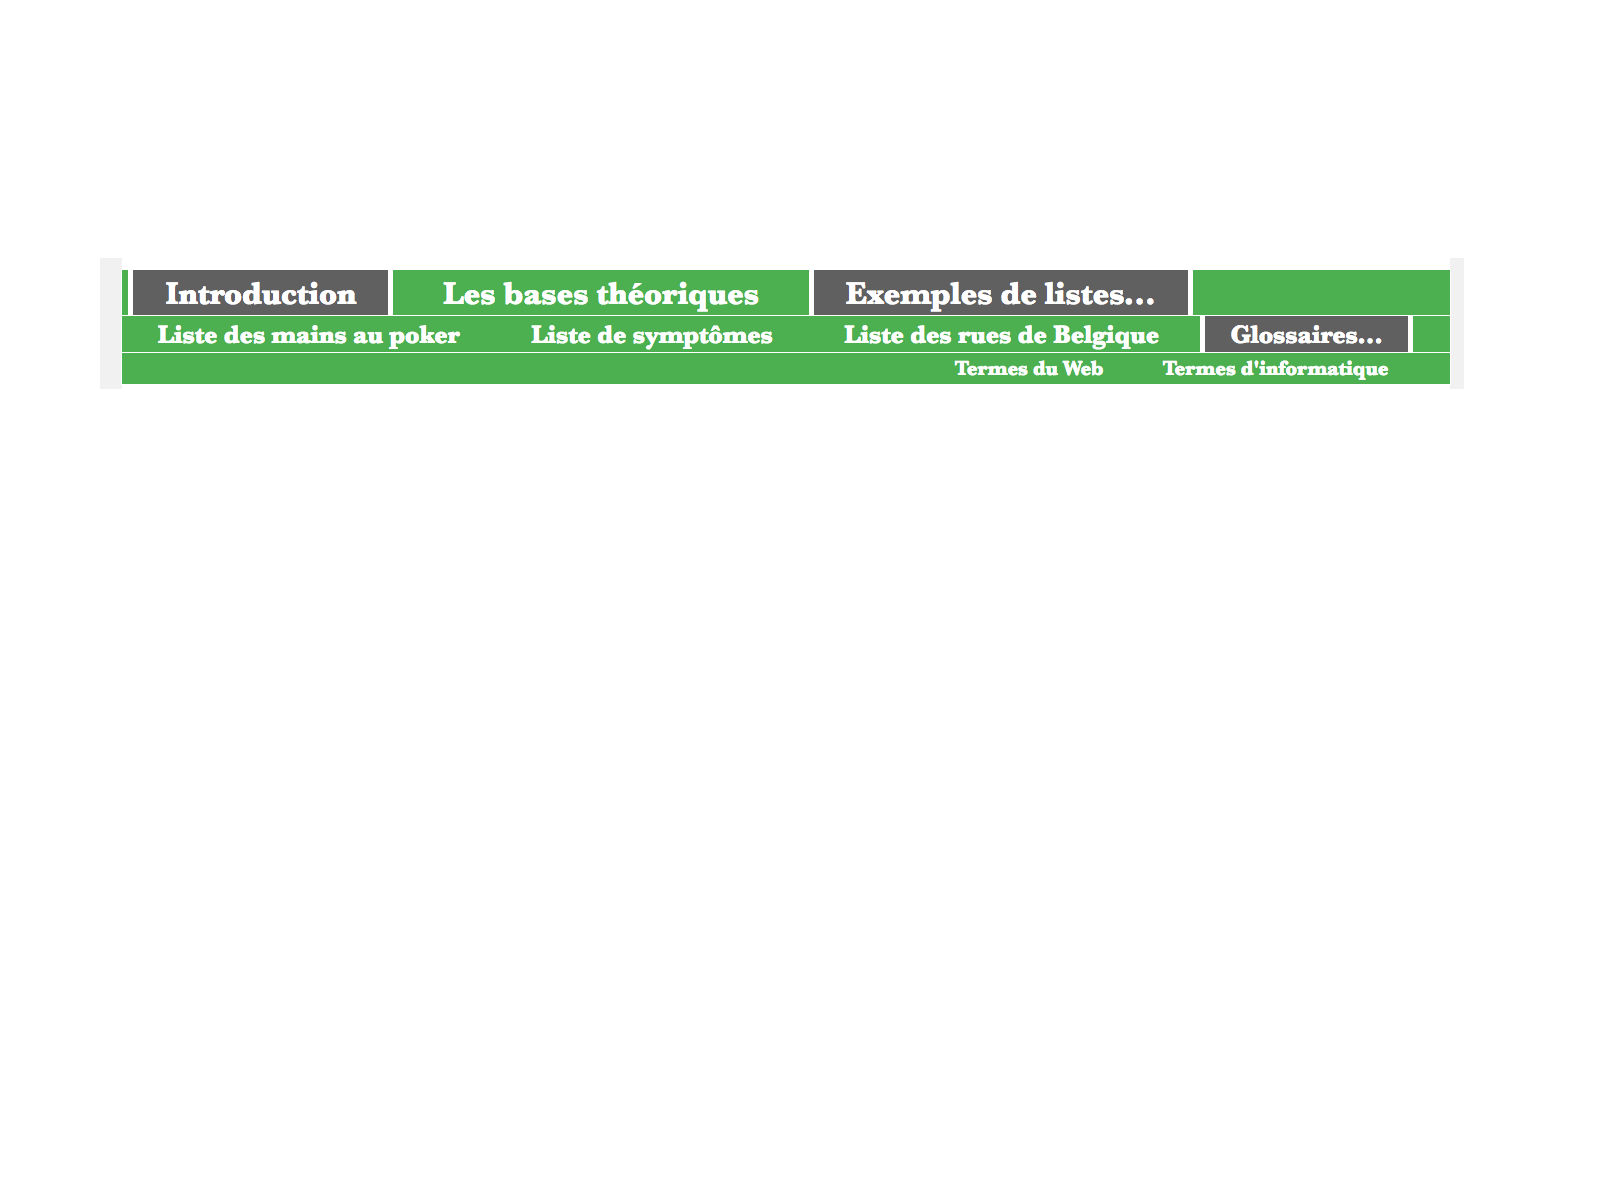 Introduction Les bases théoriques Exemples de listes...
Liste des mains au poker Liste de symptômes Liste des rues de Belgique Glossaires...
Termes du Web Termes d'informatique